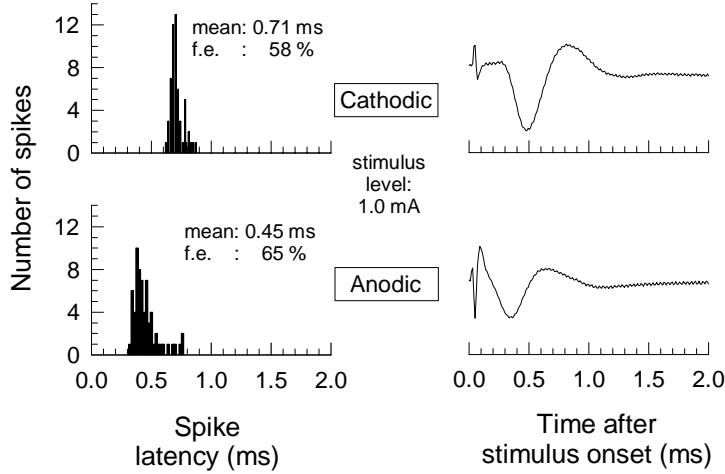 Number of spikes
12
8
4
0
mean: 0.71 ms
f.e. : 58 %
Cathodic
stimulus
level:
1.0 mA
12
8
4
0
mean: 0.45 ms
f.e. : 65 %
Anodic
0.0 0.5 1.0 1.5 2.0
0.0 0.5 1.0 1.5 2.0
Spike
latency (ms)
Time after
stimulus onset (ms)